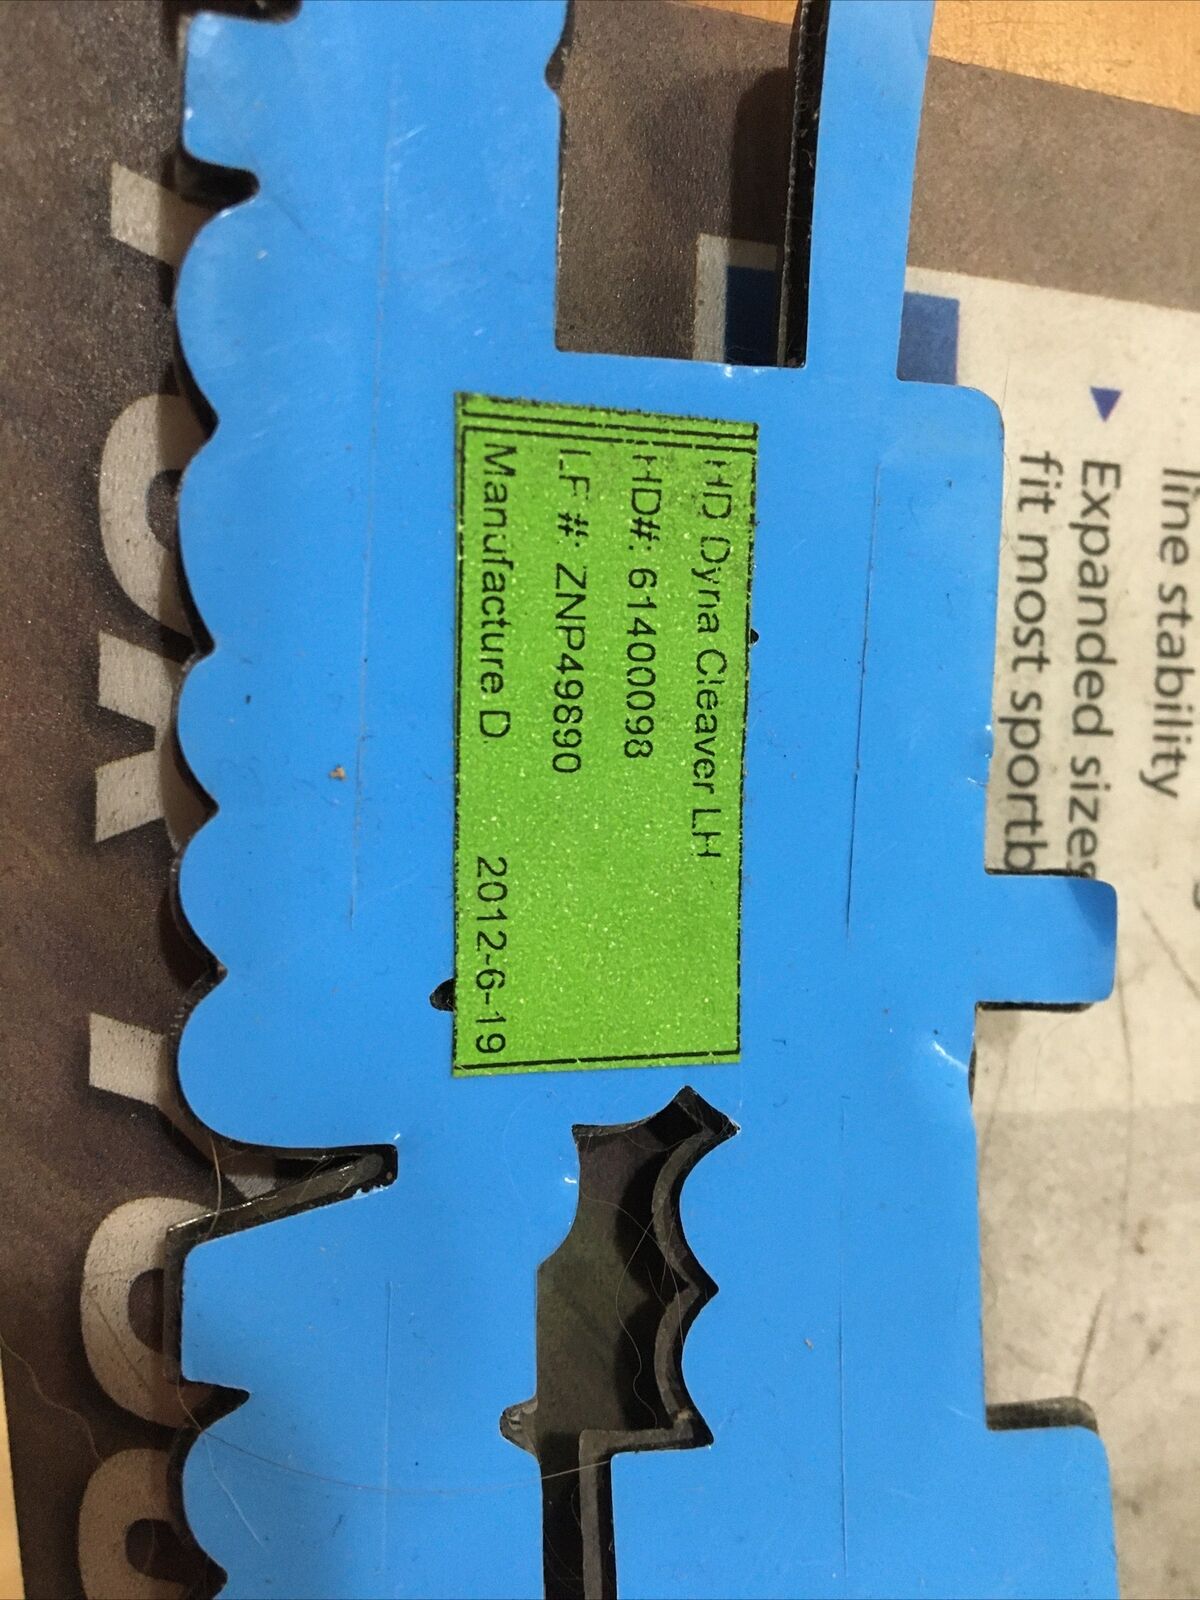 HD Dyna Cleaver LH
HD#: 61400098
LF#: ZNP49890
Manufacture D. 2012-6-19
line stability
▶ Expanded sizes
fit most sportb